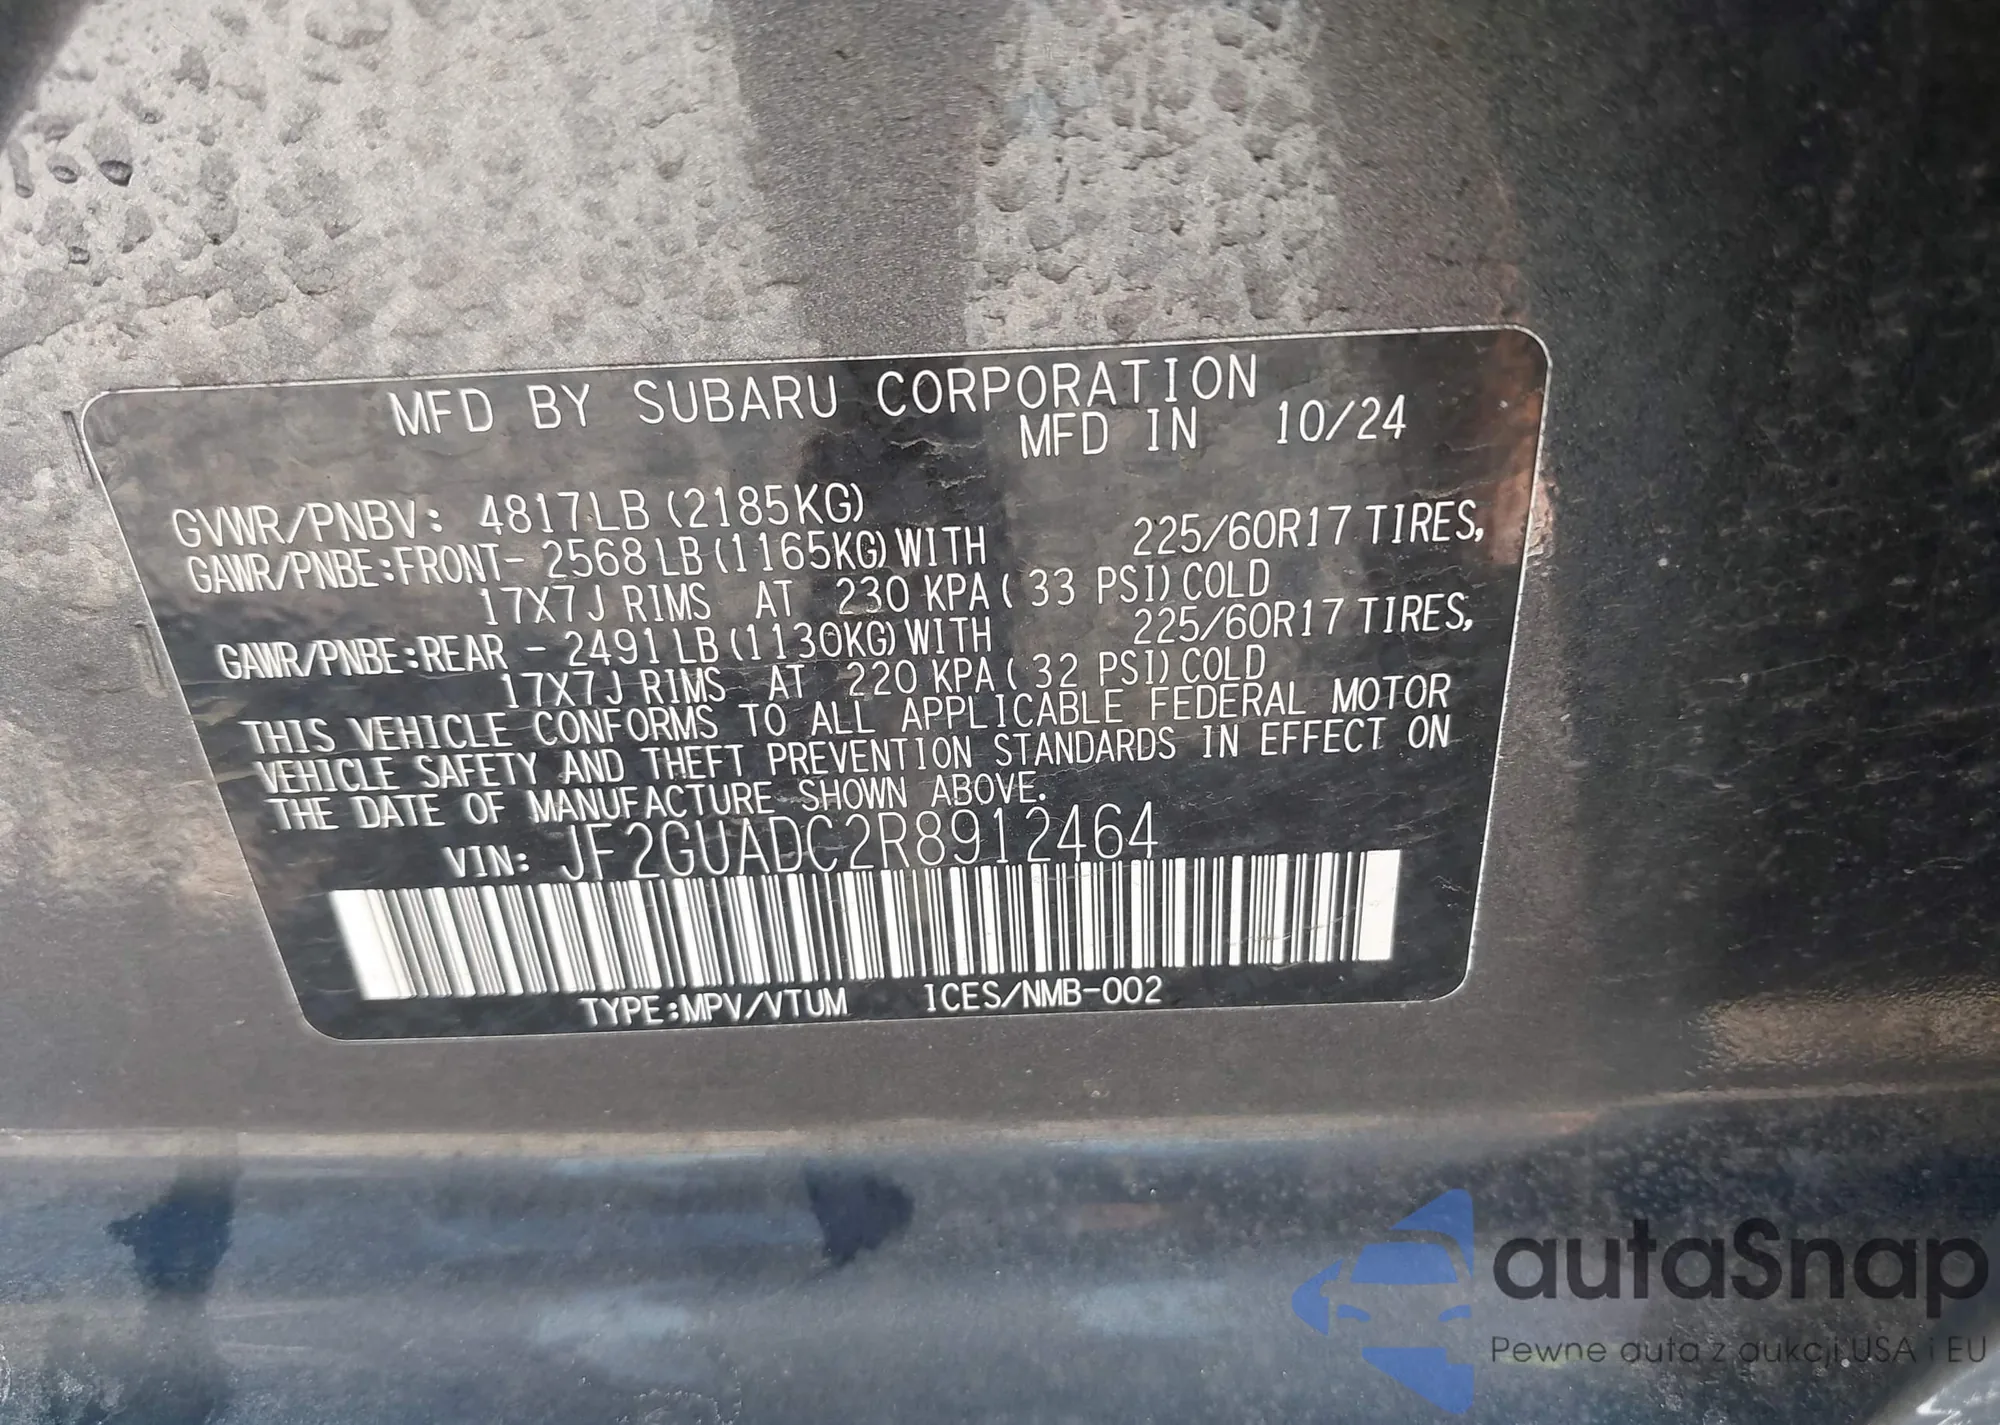 MFD BY SUBARU CORPORATION
MFD IN 10/24
GVWR/PNBV: 4817LB (2185KG)
GAWR/PNBE:FRONT- 2568LB(1165KG)WITH 225/60R17 TIRES,
17X7J RIMS AT 230 KPA( 33 PSI)COLD
GAWR/PNBE:REAR - 2491LB(1130KG)WITH 225/60R17 TIRES,
17X7J RIMS AT 220 KPA( 32 PSI)COLD
THIS VEHICLE CONFORMS TO ALL APPLICABLE FEDERAL MOTOR
VEHICLE SAFETY AND THEFT PREVENTION STANDARDS IN EFFECT ON
THE DATE OF MANUFACTURE SHOWN ABOVE.
VIN: JF2GUADC2R8912464
TYPE:MPV/VTUM ICES/NMB-002
autaSnap
Pewne auta z aukcji USA i EU